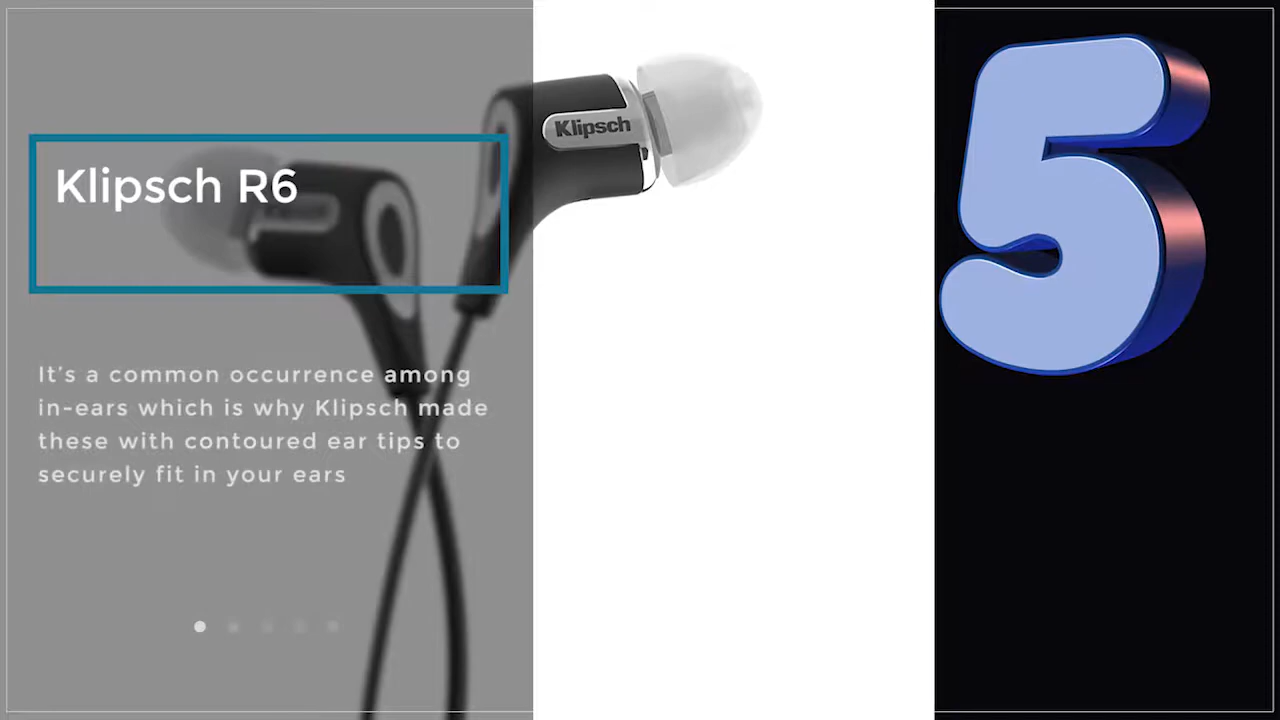 Klipsch R6
It's a common occurrence among
in-ears which is why Klipsch made
these with contoured ear tips to
securely fit in your ears
Klipsch
5